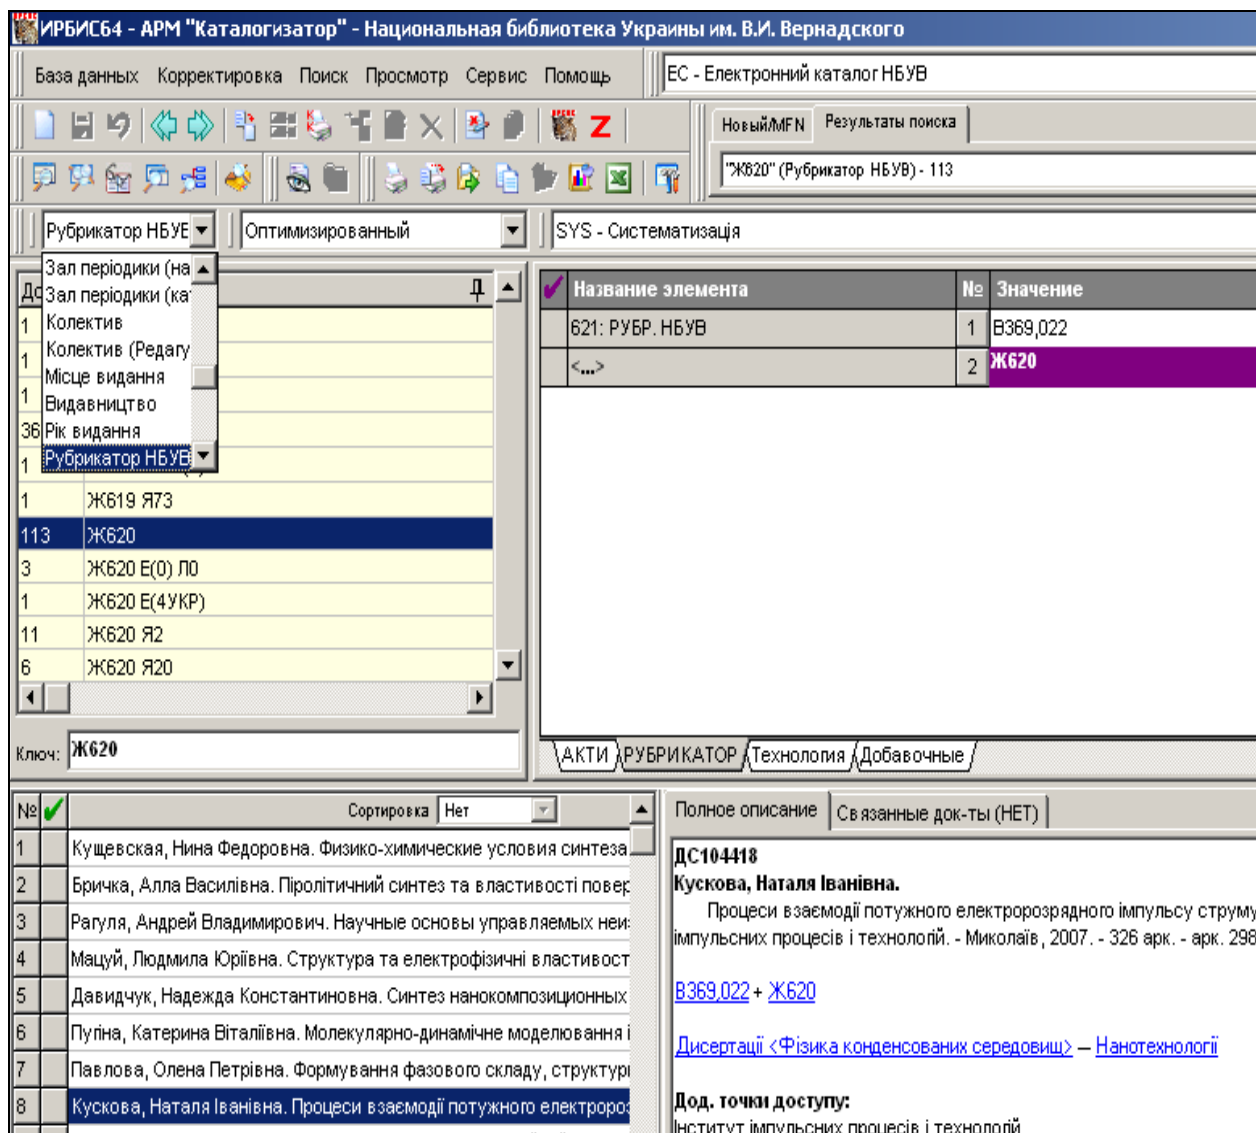 ИРБИС64 - АРМ "Каталогизатор" - Национальная библиотека Украины им. В.И. Вернадского
База данных Корректировка Поиск Просмотр Сервис Помощь
ЕС - Електронний каталог НБУВ
Новый/MFN Результаты поиска
"Ж620" (Рубрикатор НБУВ) - 113
Рубрикатор НБУВ Оптимизированный SYS - Систематизація
Зал періодики (на
Зал періодики (ка
Колектив
Колектив (Редагу
Місце видання
Видавництво
Рік видання
Рубрикатор НБУВ
До
1
1
1
36
1
1 Ж619 Я73
113 Ж620
3 Ж620 Е(0) Л0
1 Ж620 Е(4УКР)
11 Ж620 Я2
6 Ж620 Я20
Ключ: Ж620
Название элемента № Значение
621: РУБР. НБУВ 1 В369,022
<...> 2 Ж620
АКТИ РУБРИКАТОР Технология Добавочные
№ Сортировка Нет
1 Кущевская, Нина Федоровна. Физико-химические условия синтеза
2 Бричка, Алла Василівна. Піролітичний синтез та властивості повер
3 Рагуля, Андрей Владимирович. Научные основы управляемых неи
4 Мацуй, Людмила Юріївна. Структура та електрофізичні властивост
5 Давидчук, Надежда Константиновна. Синтез нанокомпозиционных
6 Пугіна, Катерина Віталіївна. Молекулярно-динамічне моделювання і
7 Павлова, Олена Петрівна. Формування фазового складу, структур
8 Кускова, Наталя Іванівна. Процеси взаємодії потужного електророз
Полное описание Связанные док-ты (НЕТ)
ДС104418
Кускова, Наталя Іванівна.
Процеси взаємодії потужного електророзрядного імпульсу струму
імпульсних процесів і технологій. - Миколаїв, 2007. - 326 арк. - арк. 298
В369,022 + Ж620
Дисертації <Фізика конденсованих середовищ> — Нанотехнології
Дод. точки доступу:
Інститут імпульсних процесів і технологій